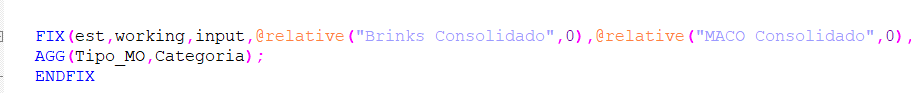 FIX(est,working,input,@relative("Brinks Consolidado",0),@relative("MACO Consolidado",0),
AGG(Tipo_MO,Categoria);
ENDFIX